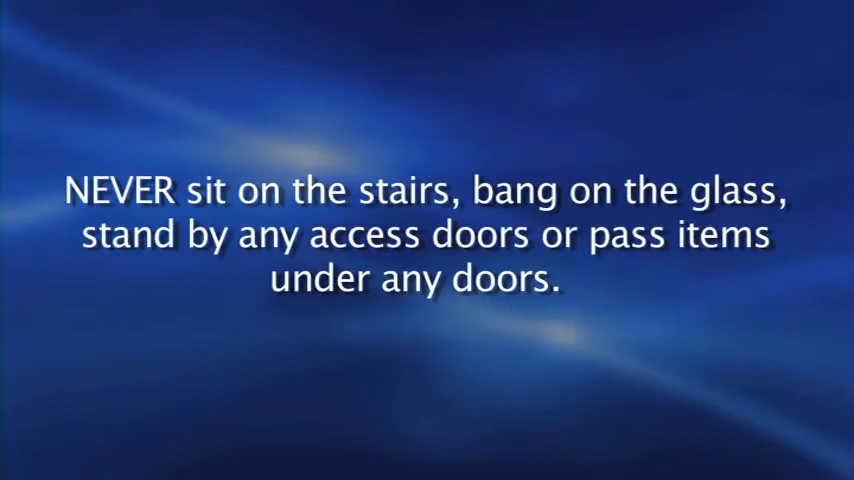 NEVER sit on the stairs, bang on the glass,
stand by any access doors or pass items
under any doors.